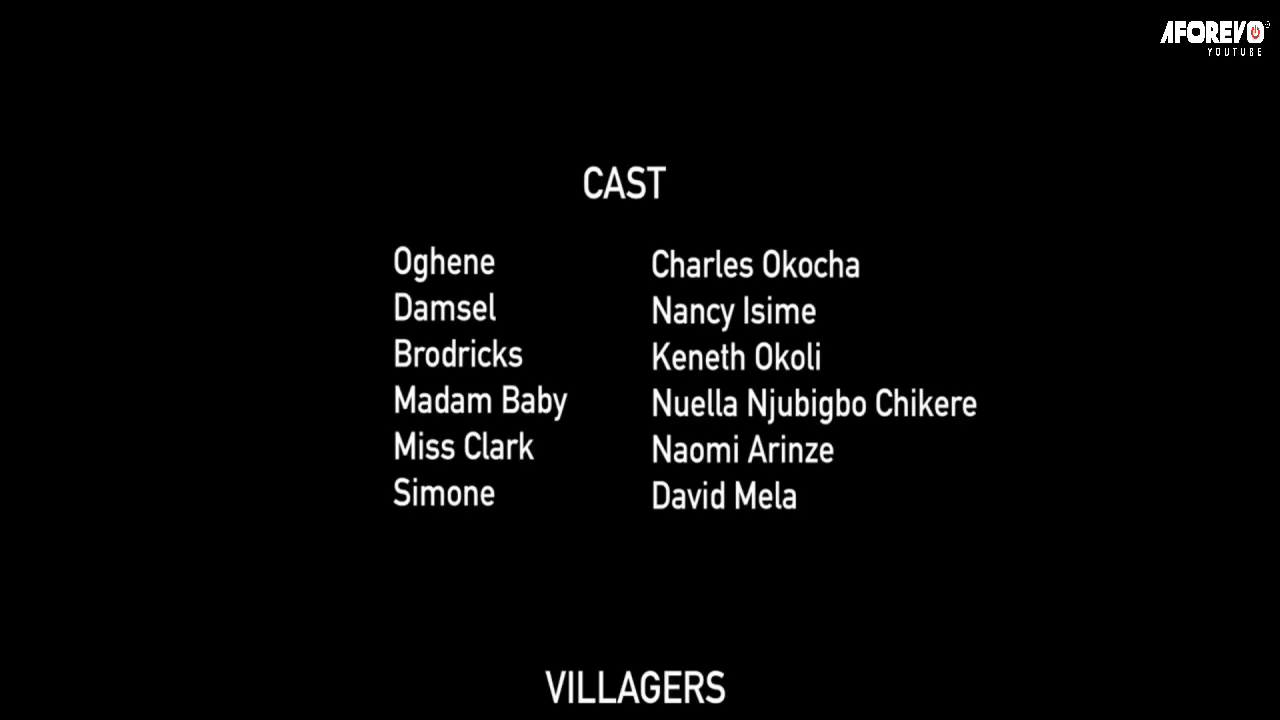 AFOREVO
YOUTUBE
CAST
Oghene Charles Okocha
Damsel Nancy Isime
Brodricks Keneth Okoli
Madam Baby Nuella Njubigbo Chikere
Miss Clark Naomi Arinze
Simone David Mela
VILLAGERS